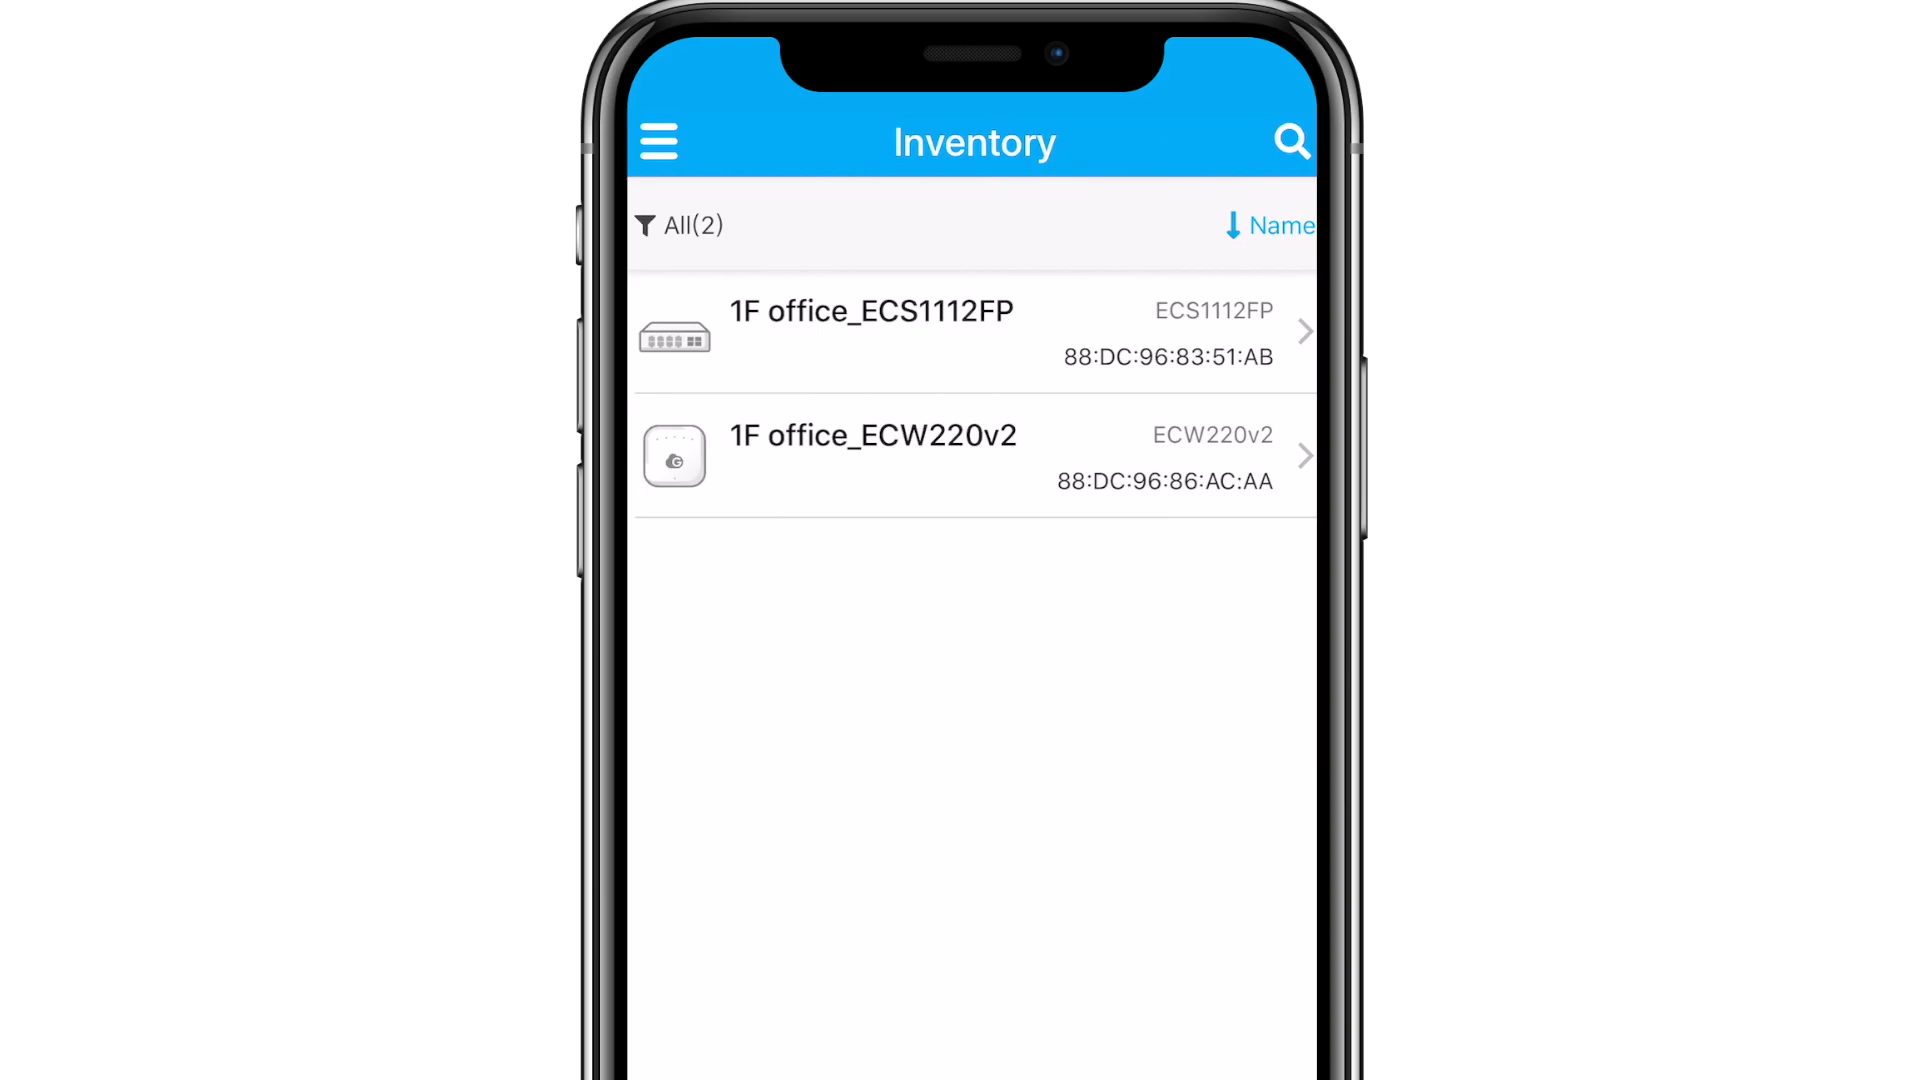 Inventory
All(2)
Name
1F office_ECS1112FP
ECS1112FP
88:DC:96:83:51:AB
1F office_ECW220v2
ECW220v2
88:DC:96:86:AC:AA